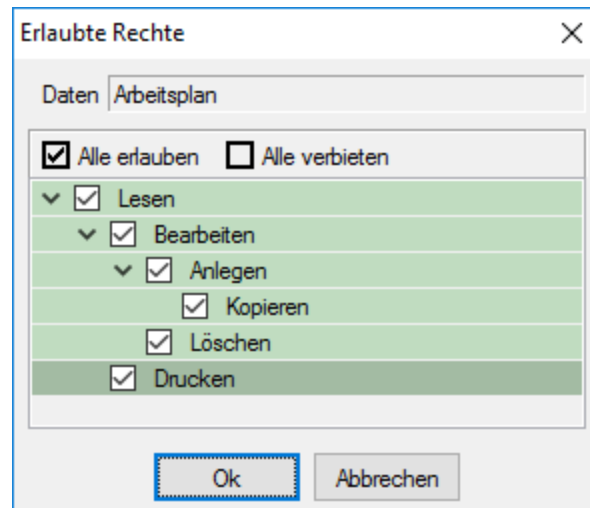 Erlaubte Rechte
Daten Arbeitsplan
Alle erlauben Alle verbieten
Lesen
Bearbeiten
Anlegen
Kopieren
Löschen
Drucken
Ok Abbrechen